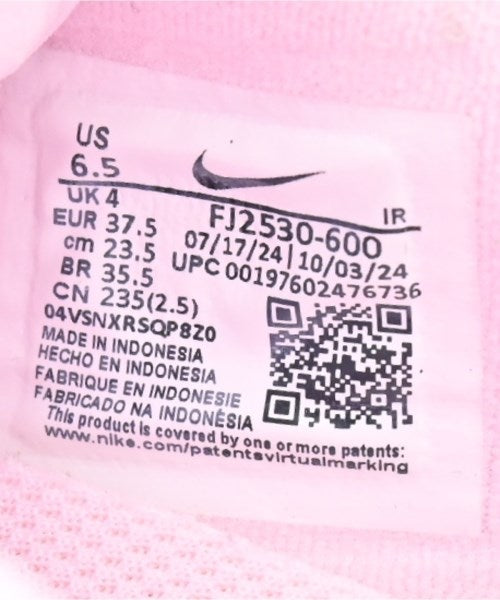 US
6.5
UK 4
EUR 37.5
cm 23.5
BR 35.5
CN 235(2.5)
IR
FJ2530-600
07/17/24|10/03/24
UPC 00197602476736
04VSNXRSQP8Z0
MADE IN INDONESIA
HECHO EN INDONESIA
FABRIQUE EN INDONESIE
FABRICADO NA INDONÉSIA
This product is covered by one or more patents:
www.nike.com/patentsvirtualmarking